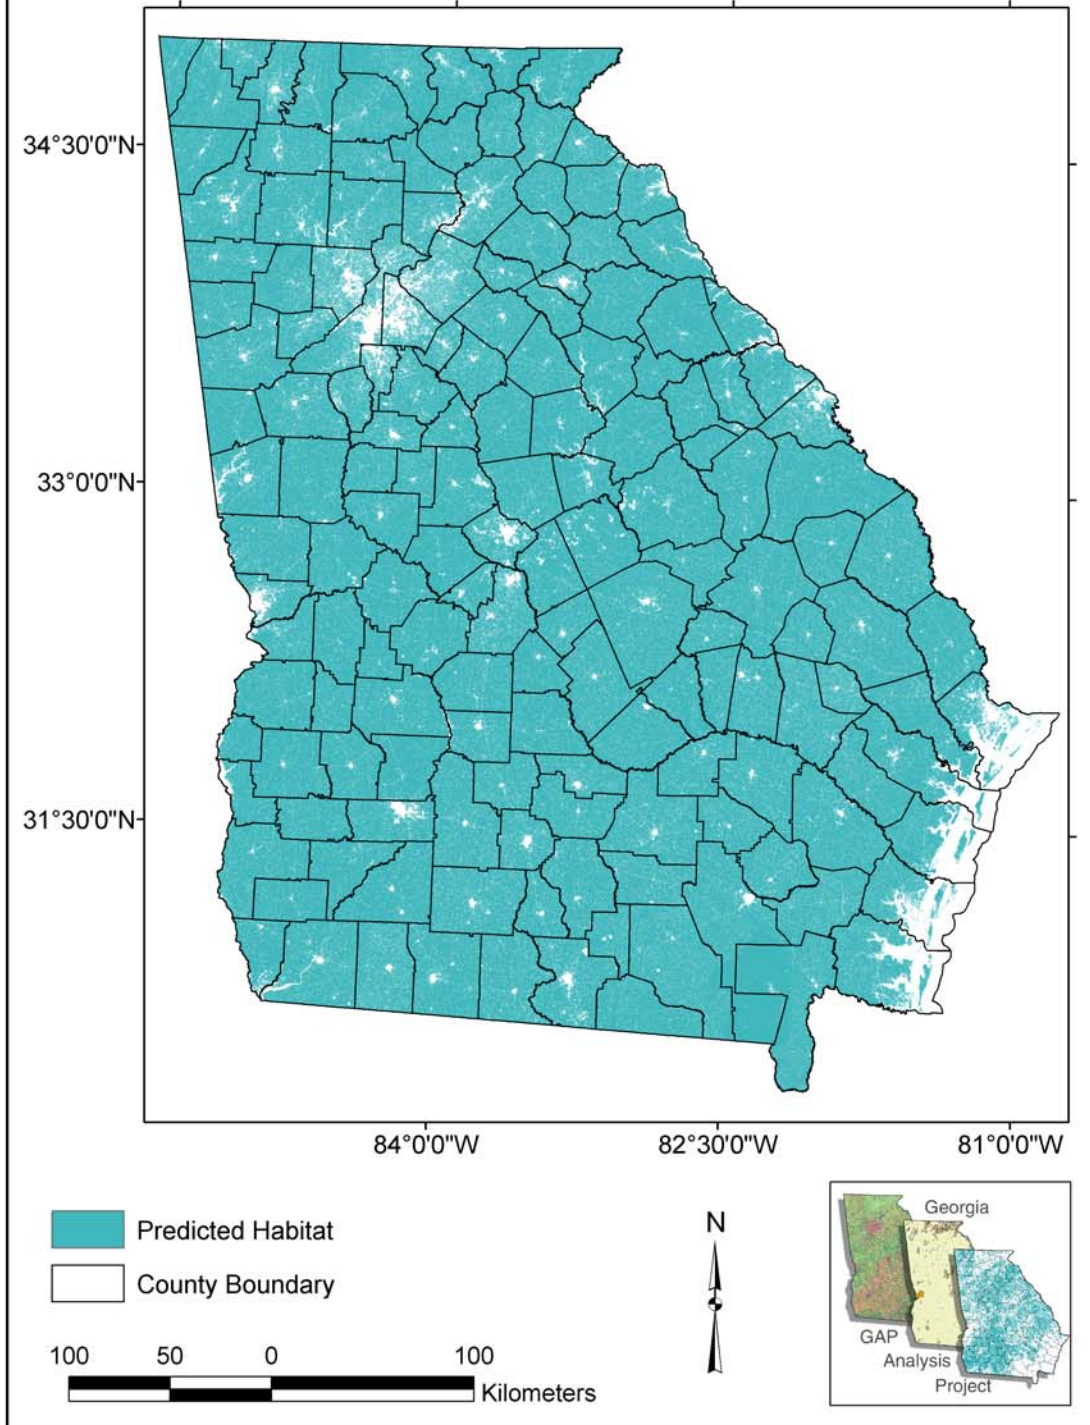 34°30'0"N
33°0'0"N
31°30'0"N
84°0'0"W
82°30'0"W
81°0'0"W
Predicted Habitat
County Boundary
100
50
0
100
Kilometers
N
Georgia
GAP
Analysis
Project